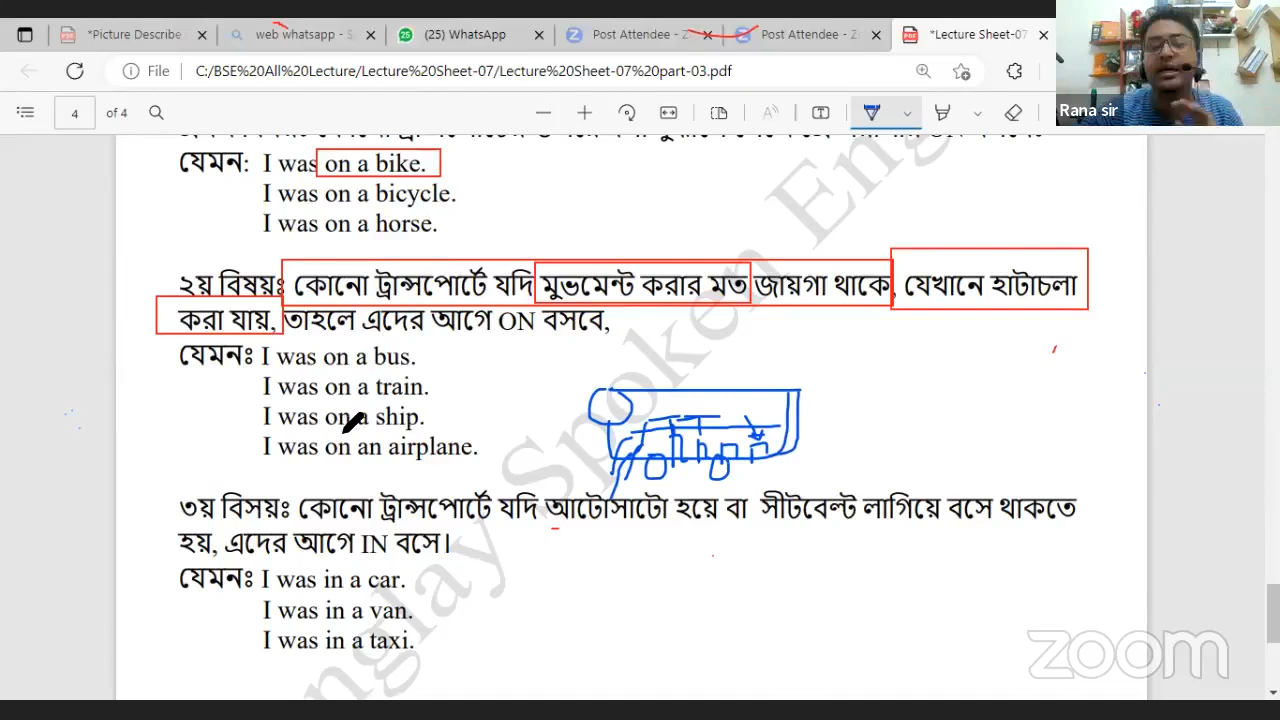 *Picture Describe
web whatsapp - S
(25) WhatsApp
Post Attendee - Z
Post Attendee - Z
*Lecture Sheet-07
File
C:/BSE%20All%20Lecture/Lecture%20Sheet-07/Lecture%20Sheet-07%20part-03.pdf
4 of 4
Rana sir
যেমন: I was on a bike.
I was on a bicycle.
I was on a horse.
২য় বিষয়ঃ কোনো ট্রান্সপোর্টে যদি মুভমেন্ট করার মত জায়গা থাকে, যেখানে হাটাচলা
করা যায়, তাহলে এদের আগে ON বসবে,
যেমনঃ I was on a bus.
I was on a train.
I was on a ship.
I was on an airplane.
৩য় বিসয়ঃ কোনো ট্রান্সপোর্টে যদি আটোসাটো হয়ে বা সীটবেল্ট লাগিয়ে বসে থাকতে
হয়, এদের আগে IN বসে।
যেমনঃ I was in a car.
I was in a van.
I was in a taxi.
nglay Spoken Eng
zoom